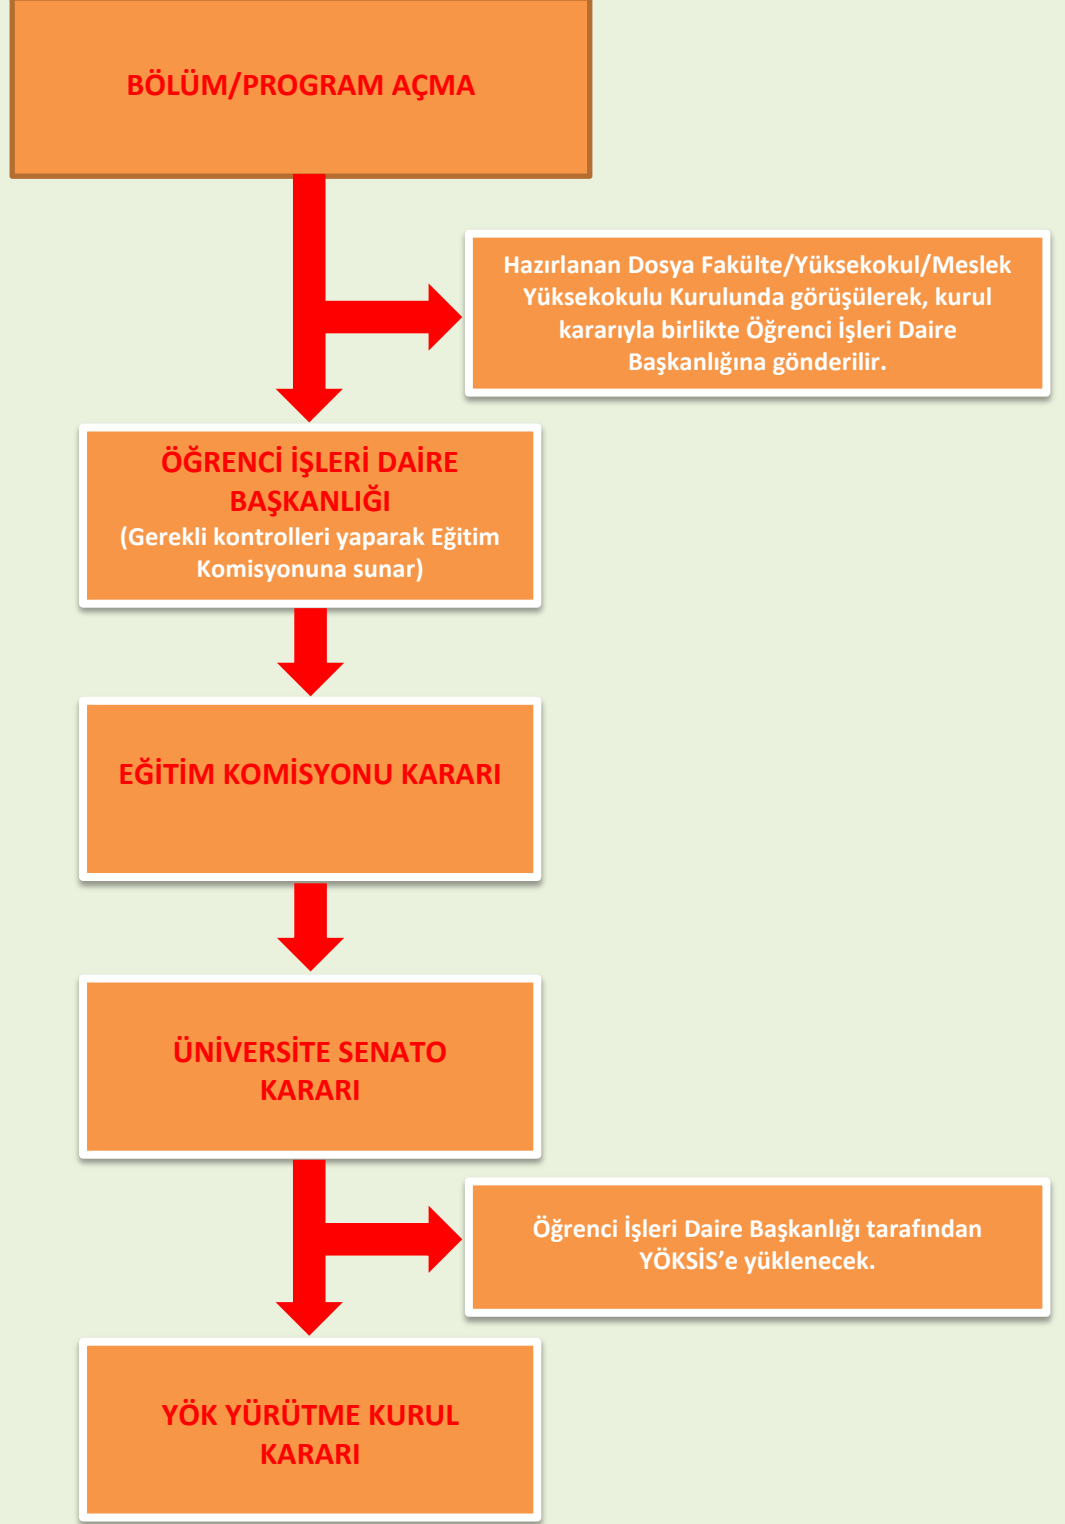 BÖLÜM/PROGRAM AÇMA
Hazırlanan Dosya Fakülte/Yüksekokul/Meslek
Yüksekokulu Kurulunda görüşülerek, kurul
kararıyla birlikte Öğrenci İşleri Daire
Başkanlığına gönderilir.
ÖĞRENCİ İŞLERİ DAİRE
BAŞKANLIĞI
(Gerekli kontrolleri yaparak Eğitim
Komisyonuna sunar)
EĞİTİM KOMİSYONU KARARI
ÜNİVERSİTE SENATO
KARARI
Öğrenci İşleri Daire Başkanlığı tarafından
YÖKSİS’e yüklenecek.
YÖK YÜRÜTME KURUL
KARARI